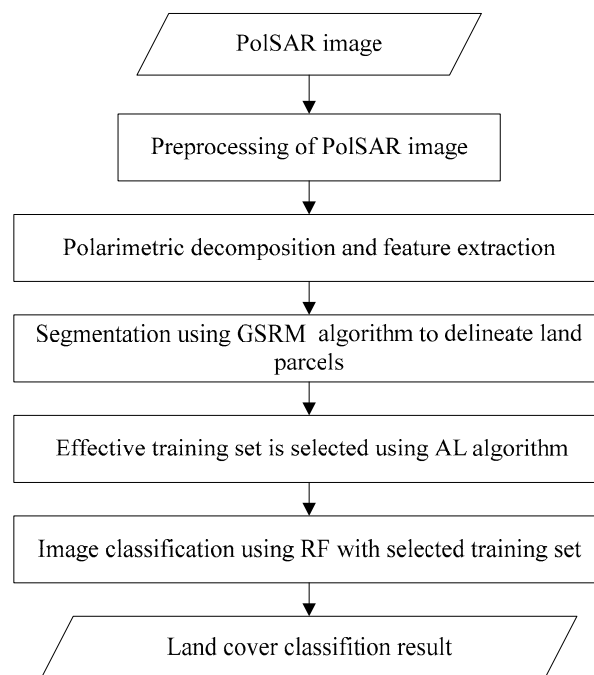 PolSAR image
Preprocessing of PolSAR image
Polarimetric decomposition and feature extraction
Segmentation using GSRM algorithm to delineate land
parcels
Effective training set is selected using AL algorithm
Image classification using RF with selected training set
Land cover classifition result